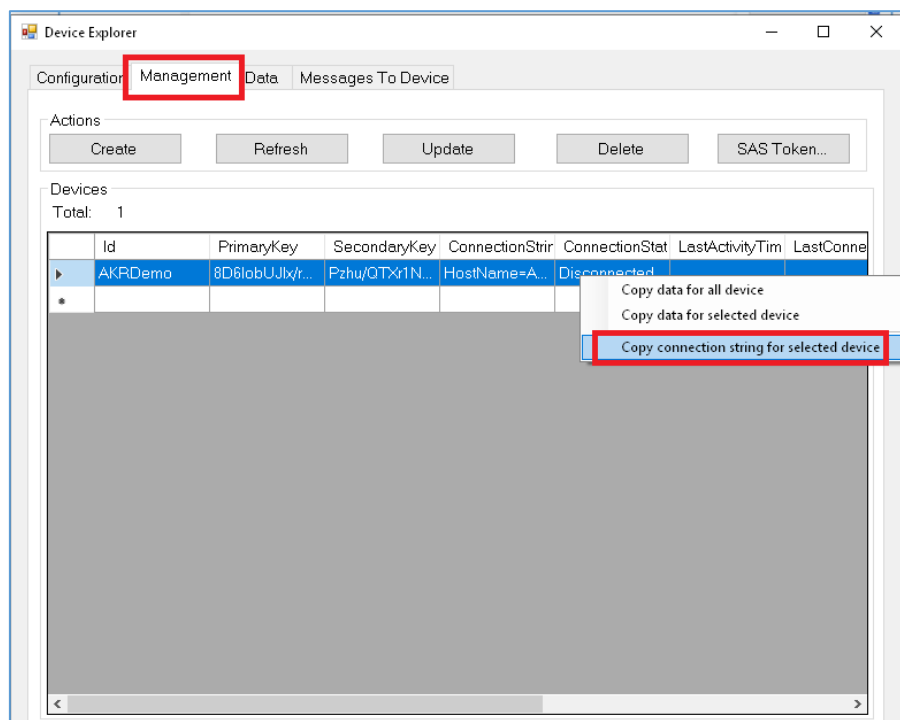 Device Explorer
Configuration Management Data Messages To Device
Actions
Create Refresh Update Delete SAS Token...
Devices
Total: 1
Id PrimaryKey SecondaryKey ConnectionStrin ConnectionStat LastActivityTim LastConne
AKRDemo 8D6IobUJlx/r... Pzhu/QTXr1N... HostName=A... Disconnected
Copy data for all device
Copy data for selected device
Copy connection string for selected device